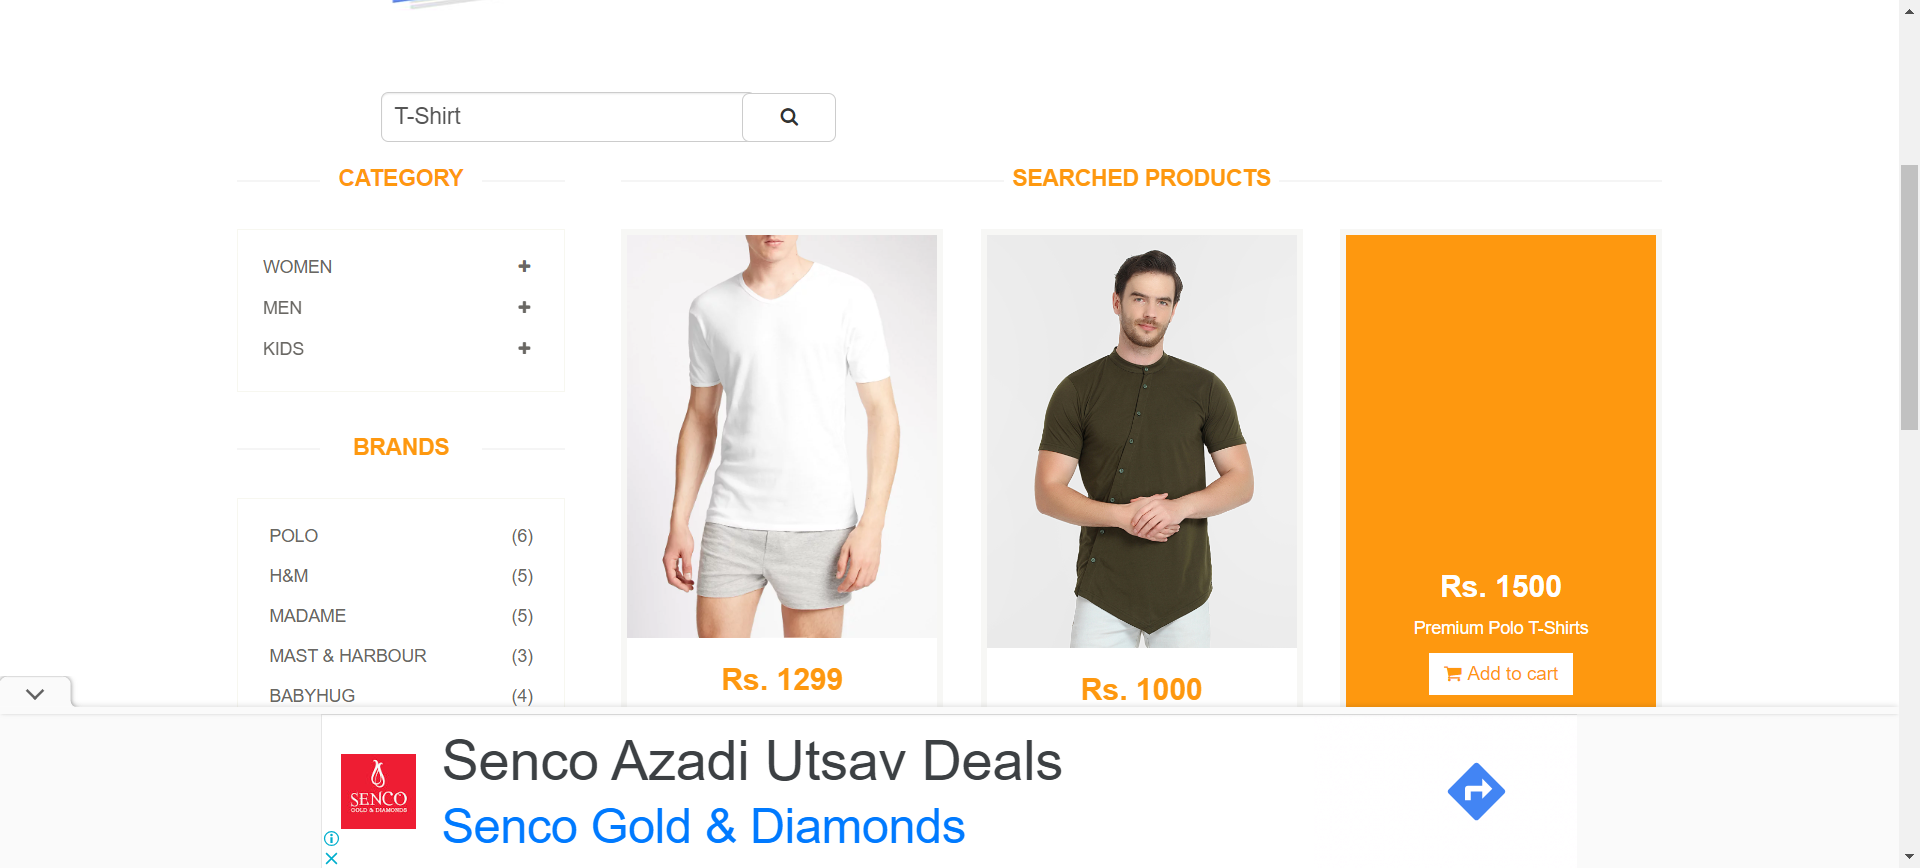 T-Shirt
CATEGORY
WOMEN
MEN
KIDS
BRANDS
POLO (6)
H&M (5)
MADAME (5)
MAST & HARBOUR (3)
BABYHUG (4)
SEARCHED PRODUCTS
Rs. 1299
Rs. 1000
Rs. 1500
Premium Polo T-Shirts
Add to cart
SENCO
GOLD & DIAMONDS
Senco Azadi Utsav Deals
Senco Gold & Diamonds